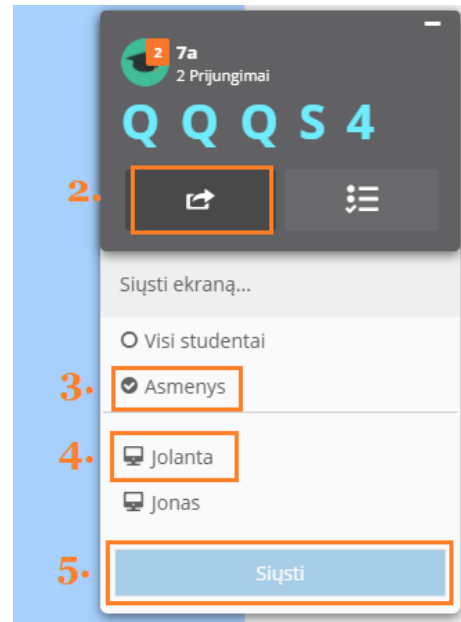 2 7a
2 Prijungimai
Q Q Q S 4
2.
Siųsti ekraną...
Visi studentai
3. Asmenys
4. Jolanta
Jonas
5. Siųsti